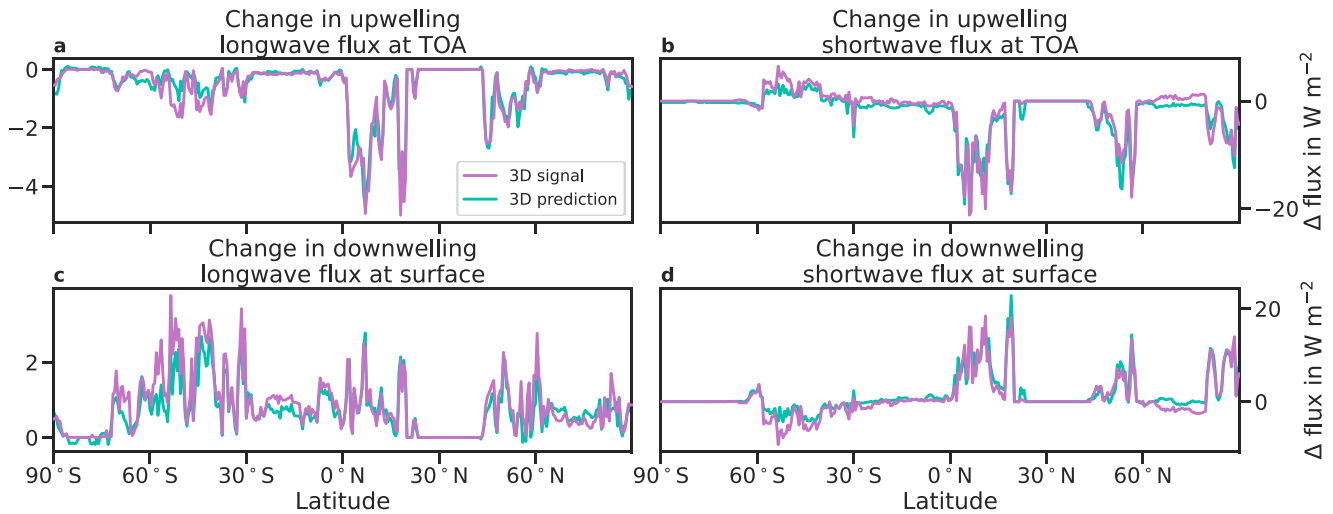 Change in upwelling
longwave flux at TOA
a
0
−2
−4
3D signal
3D prediction
Change in upwelling
shortwave flux at TOA
b
0
−20
Δ flux in W m⁻²
Change in downwelling
longwave flux at surface
c
2
0
90°S 60°S 30°S 0°N 30°N 60°N
Latitude
Change in downwelling
shortwave flux at surface
d
20
0
Δ flux in W m⁻²
90°S 60°S 30°S 0°N 30°N 60°N
Latitude